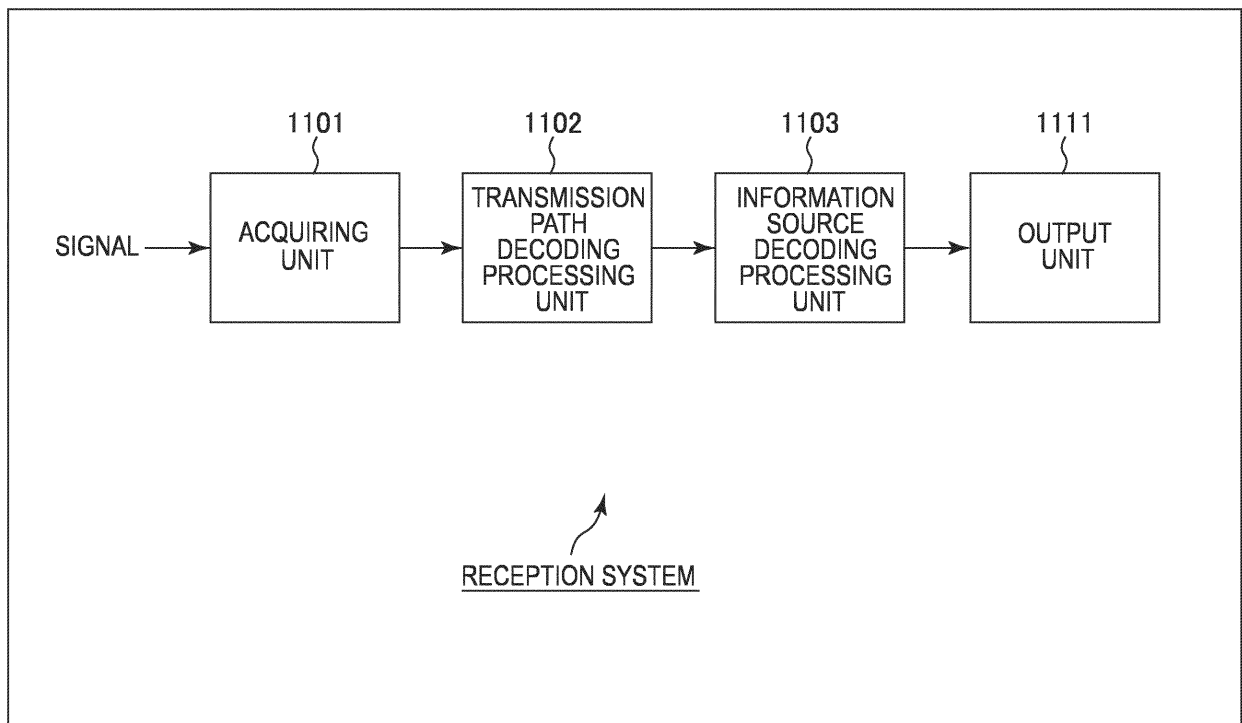 1101
1102
1103
1111
SIGNAL
ACQUIRING
UNIT
TRANSMISSION
PATH
DECODING
PROCESSING
UNIT
INFORMATION
SOURCE
DECODING
PROCESSING
UNIT
OUTPUT
UNIT
RECEPTION SYSTEM